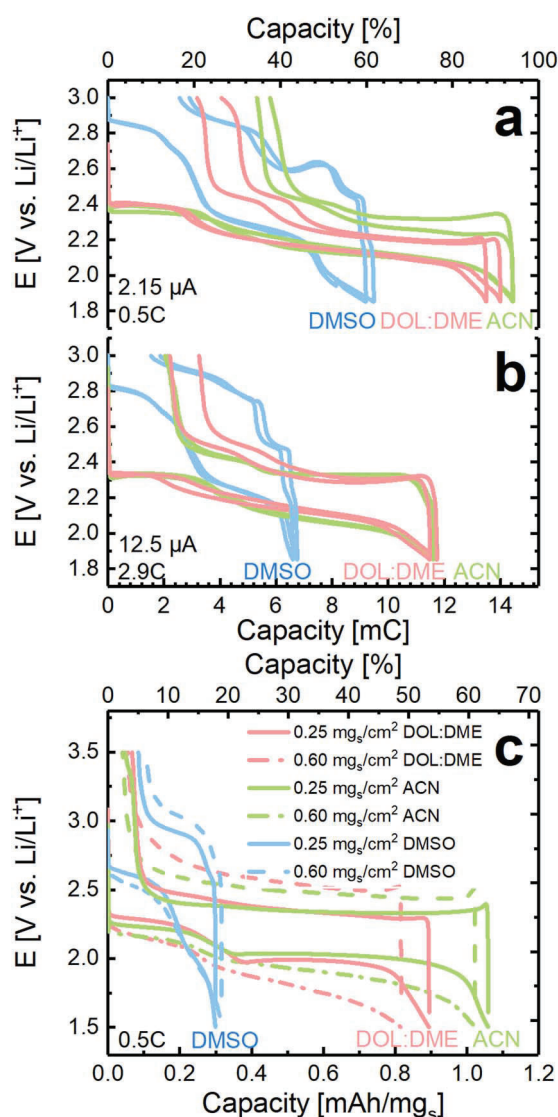 Capacity [%]
0 20 40 60 80 100
a
3.0
2.8
2.6
2.4
2.2
2.0
1.8
E [V vs. Li/Li⁺]
2.15 µA
0.5C
DMSO DOL:DME ACN
b
3.0
2.8
2.6
2.4
2.2
2.0
1.8
E [V vs. Li/Li⁺]
12.5 µA
2.9C
DMSO DOL:DME ACN
0 2 4 6 8 10 12 14
Capacity [mC]
Capacity [%]
0 10 20 30 40 50 60 70
c
0.25 mgₛ/cm² DOL:DME
0.60 mgₛ/cm² DOL:DME
0.25 mgₛ/cm² ACN
0.60 mgₛ/cm² ACN
0.25 mgₛ/cm² DMSO
0.60 mgₛ/cm² DMSO
3.5
3.0
2.5
2.0
1.5
E [V vs. Li/Li⁺]
0.5C DMSO DOL:DME ACN
0.0 0.2 0.4 0.6 0.8 1.0 1.2
Capacity [mAh/mgₛ]